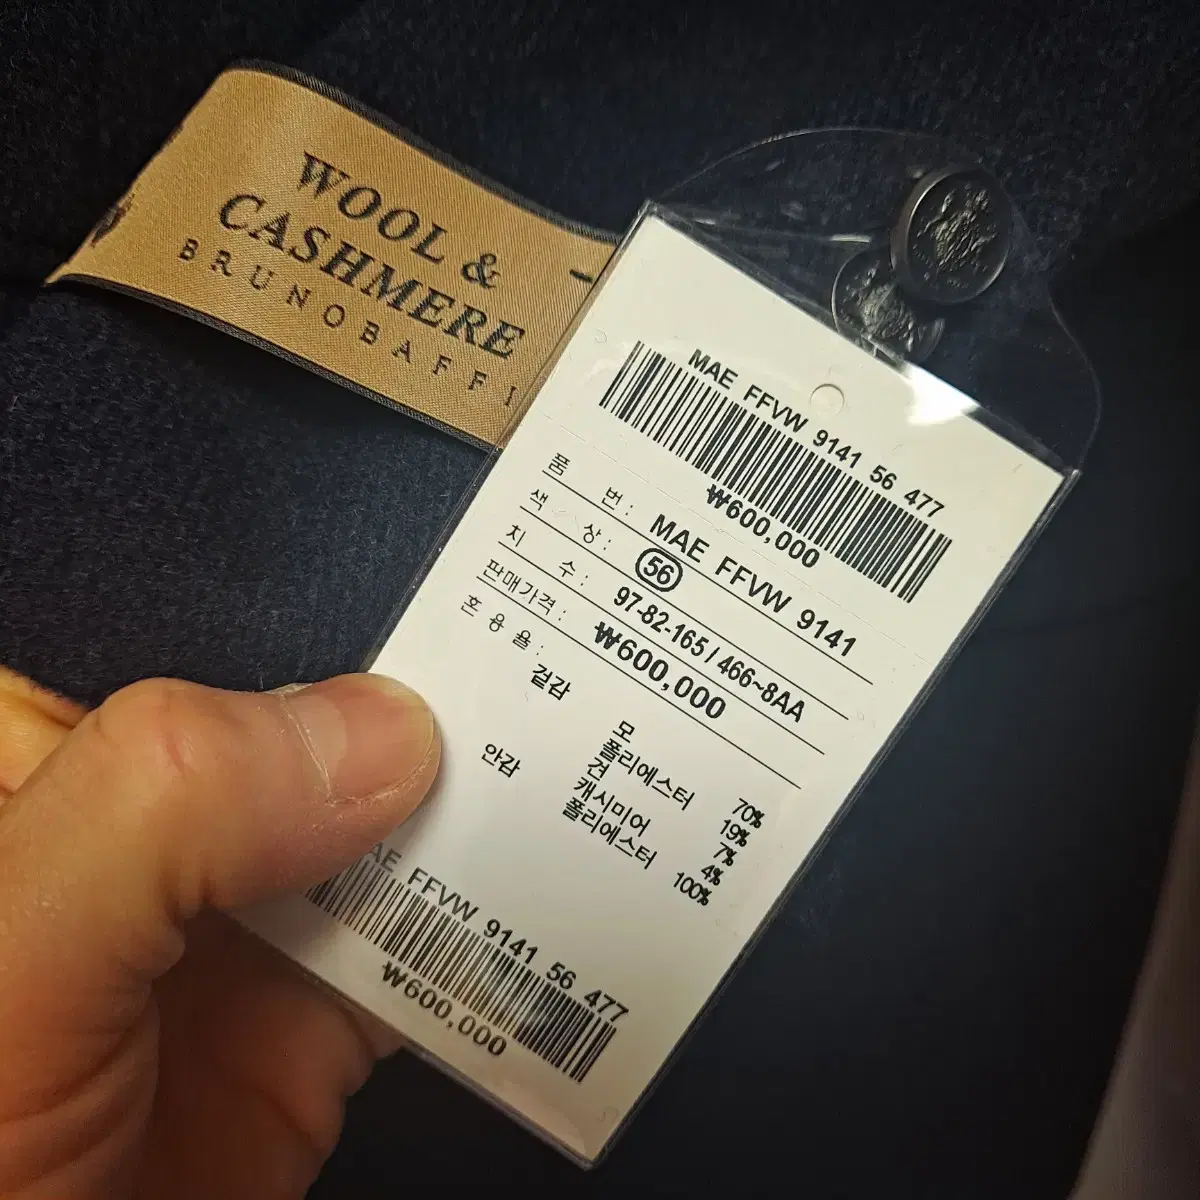 WOOL &
CASHMERE
BRUNOBAFFI
MAE FFVW 9141 56 477
₩600,000
품 번 : MAE FFVW 9141
색 상 : 56
치 수 : 97-82-165 / 466~8AA
판매가격 : ₩600,000
혼 용 율 :
겉감 모 70%
폴리에스터 19%
견 7%
캐시미어 4%
안감 폴리에스터 100%
AE FFVW 9141 56 477
₩600,000